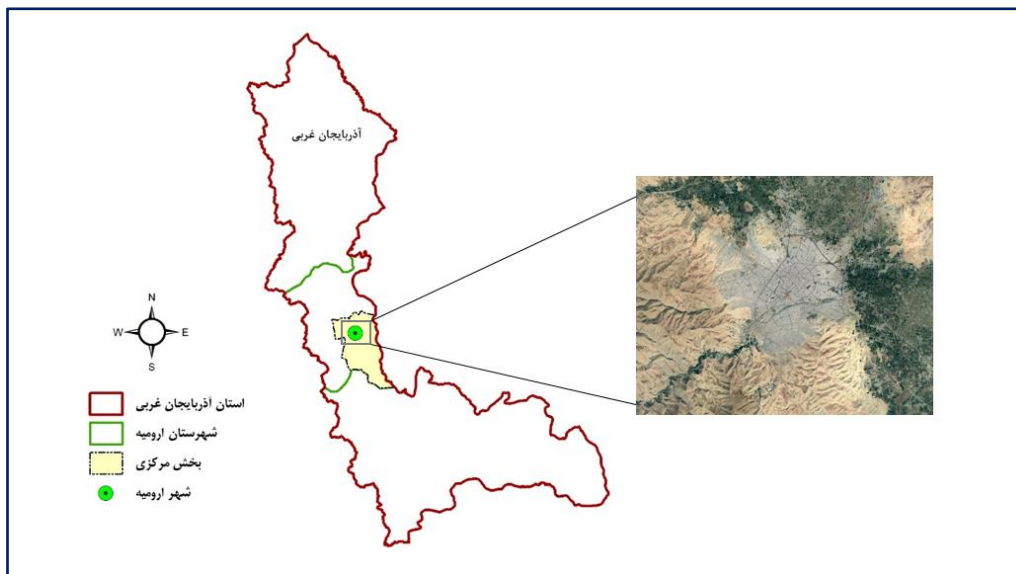 آذربایجان غربی
N
W E
S
استان آذربایجان غربی
شهرستان ارومیه
بخش مرکزی
شهر ارومیه